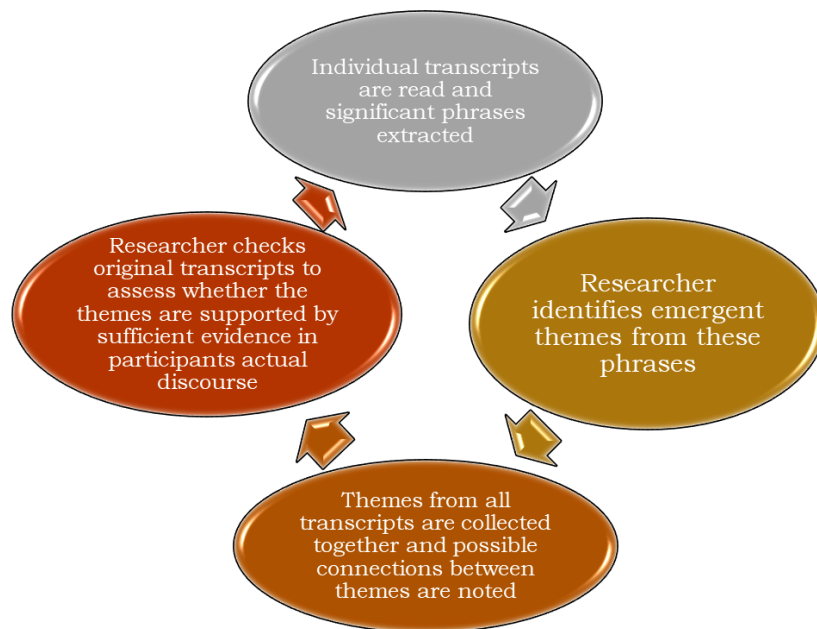 Individual transcripts
are read and
significant phrases
extracted
Researcher
identifies emergent
themes from these
phrases
Themes from all
transcripts are collected
together and possible
connections between
themes are noted
Researcher checks
original transcripts to
assess whether the
themes are supported by
sufficient evidence in
participants actual
discourse